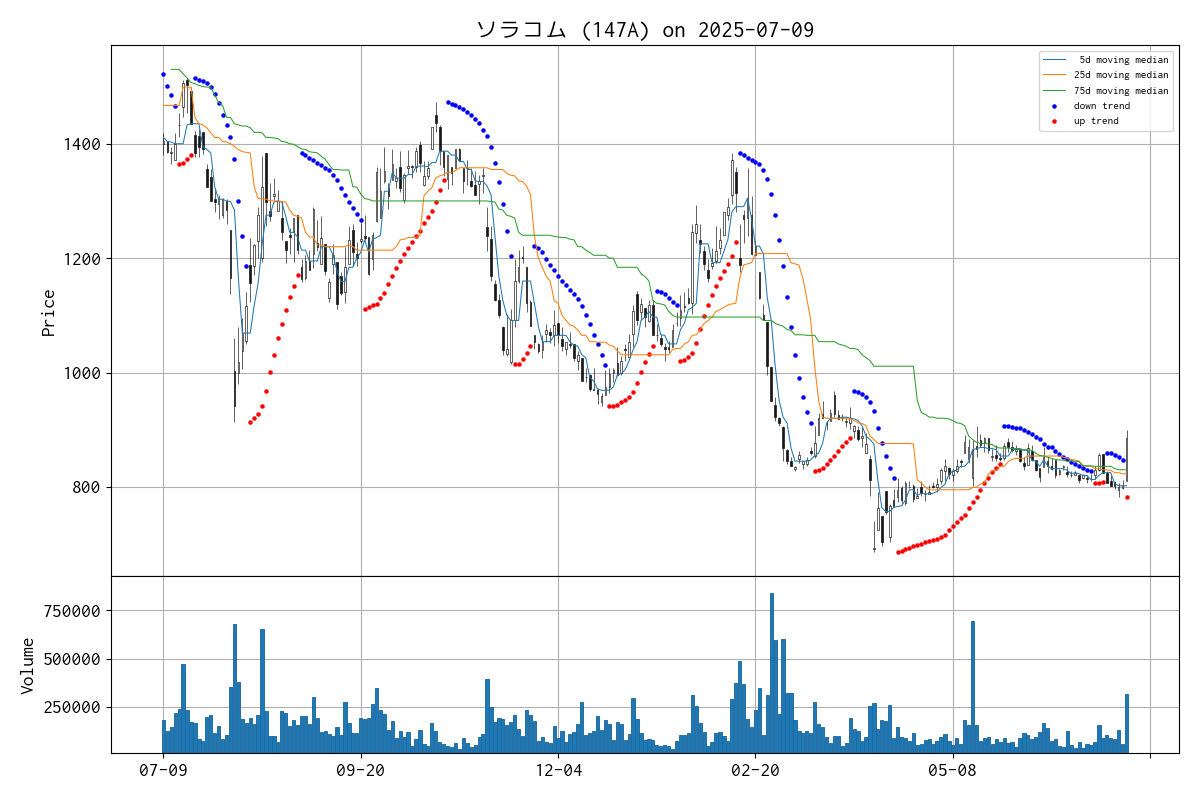 ソラコム (147A) on 2025-07-09
5d moving median
25d moving median
75d moving median
down trend
up trend
Price
1400
1200
1000
800
Volume
750000
500000
250000
07-09 09-20 12-04 02-20 05-08